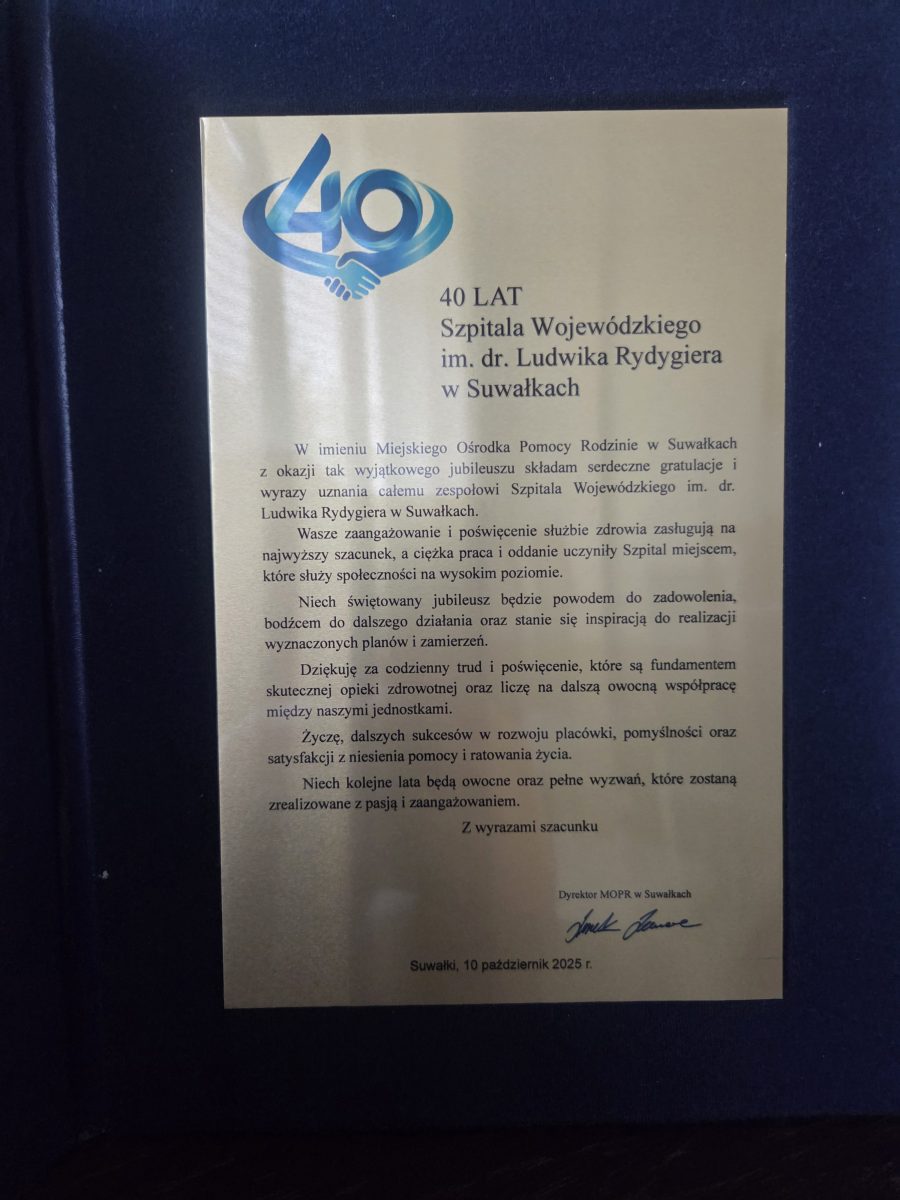 40
40 LAT
Szpitala Wojewódzkiego
im. dr. Ludwika Rydygiera
w Suwałkach
W imieniu Miejskiego Ośrodka Pomocy Rodzinie w Suwałkach
z okazji tak wyjątkowego jubileuszu składam serdeczne gratulacje i
wyrazy uznania całemu zespołowi Szpitala Wojewódzkiego im. dr.
Ludwika Rydygiera w Suwałkach.
Wasze zaangażowanie i poświęcenie służbie zdrowia zasługują na
najwyższy szacunek, a ciężka praca i oddanie uczyniły Szpital miejscem,
które służy społeczności na wysokim poziomie.
Niech świętowany jubileusz będzie powodem do zadowolenia,
bodźcem do dalszego działania oraz stanie się inspiracją do realizacji
wyznaczonych planów i zamierzeń.
Dziękuję za codzienny trud i poświęcenie, które są fundamentem
skutecznej opieki zdrowotnej oraz liczę na dalszą owocną współpracę
między naszymi jednostkami.
Życzę, dalszych sukcesów w rozwoju placówki, pomyślności oraz
satysfakcji z niesienia pomocy i ratowania życia.
Niech kolejne lata będą owocne oraz pełne wyzwań, które zostaną
zrealizowane z pasją i zaangażowaniem.
Z wyrazami szacunku
Dyrektor MOPR w Suwałkach
Suwałki, 10 październik 2025 r.